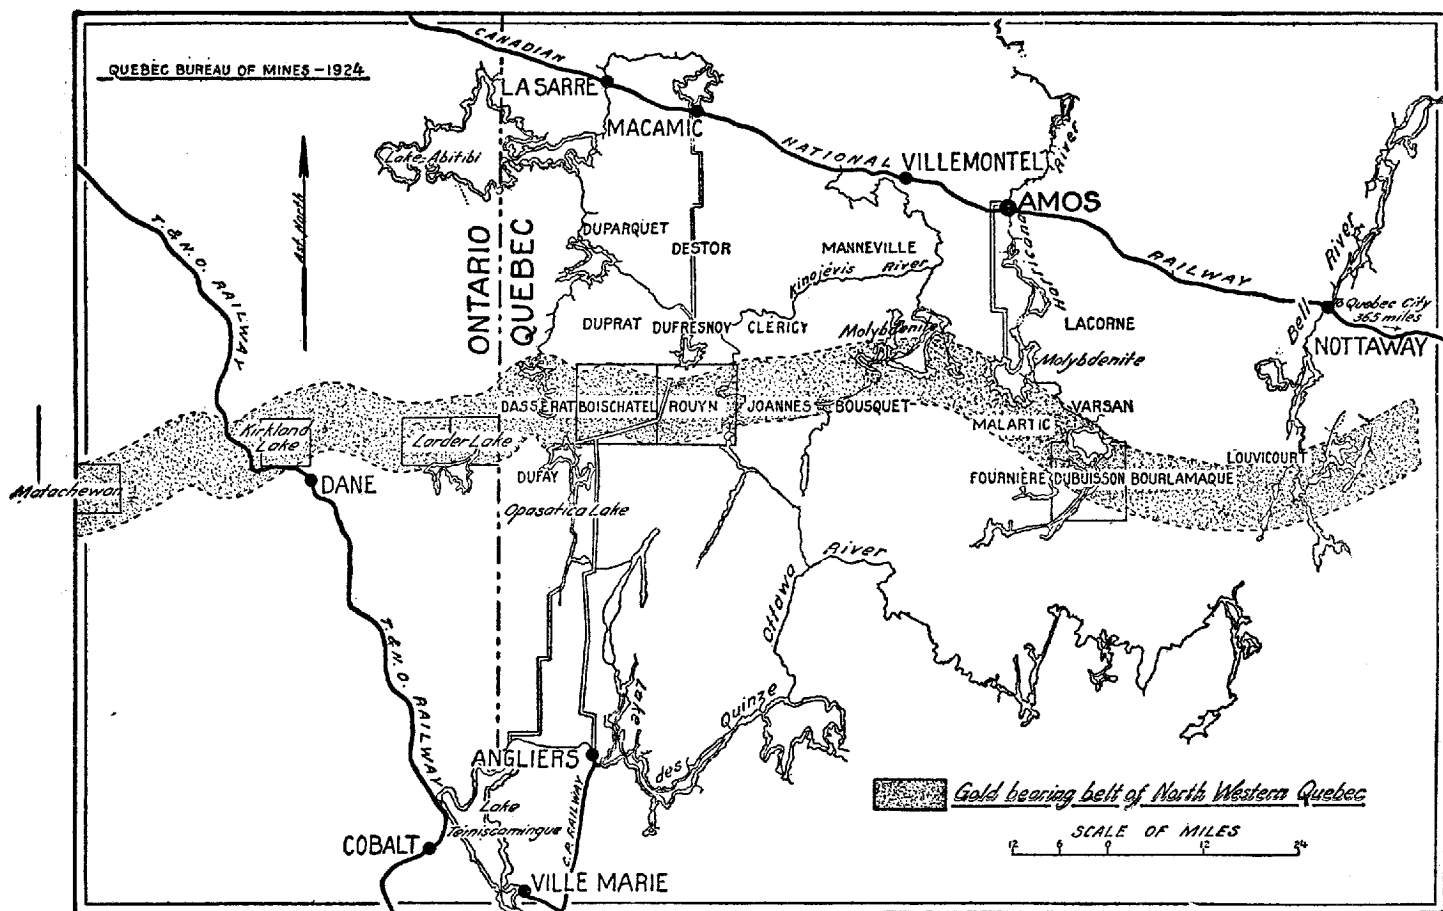 QUEBEC BUREAU OF MINES - 1924
CANADIAN
NATIONAL
RAILWAY
LA SARRE
MACAMIC
VILLEMONTEL
AMOS
Lake Abitibi
Ast. North
T. & N. O. RAILWAY
ONTARIO
QUEBEC
DUPARQUET
DESTOR
MANNEVILLE
Kinojévis River
Harricana
River
Bell
River
To Quebec City
365 miles
NOTTAWAY
DUPRAT
DUFRESNOY
CLÉRICY
Molybdenite
LACORNE
Molybdenite
DASSERAT
BOISCHATEL
ROUYN
JOANNES
BOUSQUET
VARSAN
MALARTIC
Kirkland
Lake
Larder Lake
LOUVICOURT
Matachewan
DANE
DUFAY
FOURNIÈRE
DUBUISSON
BOURLAMAQUE
Opasatica Lake
Ottawa
River
T. & N. O. RAILWAY
Lake
des
Quinze
ANGLIERS
Lake
Temiscamingue
C.P. RAILWAY
COBALT
VILLE MARIE
Gold bearing belt of North Western Quebec
SCALE OF MILES
12 6 0 12 24